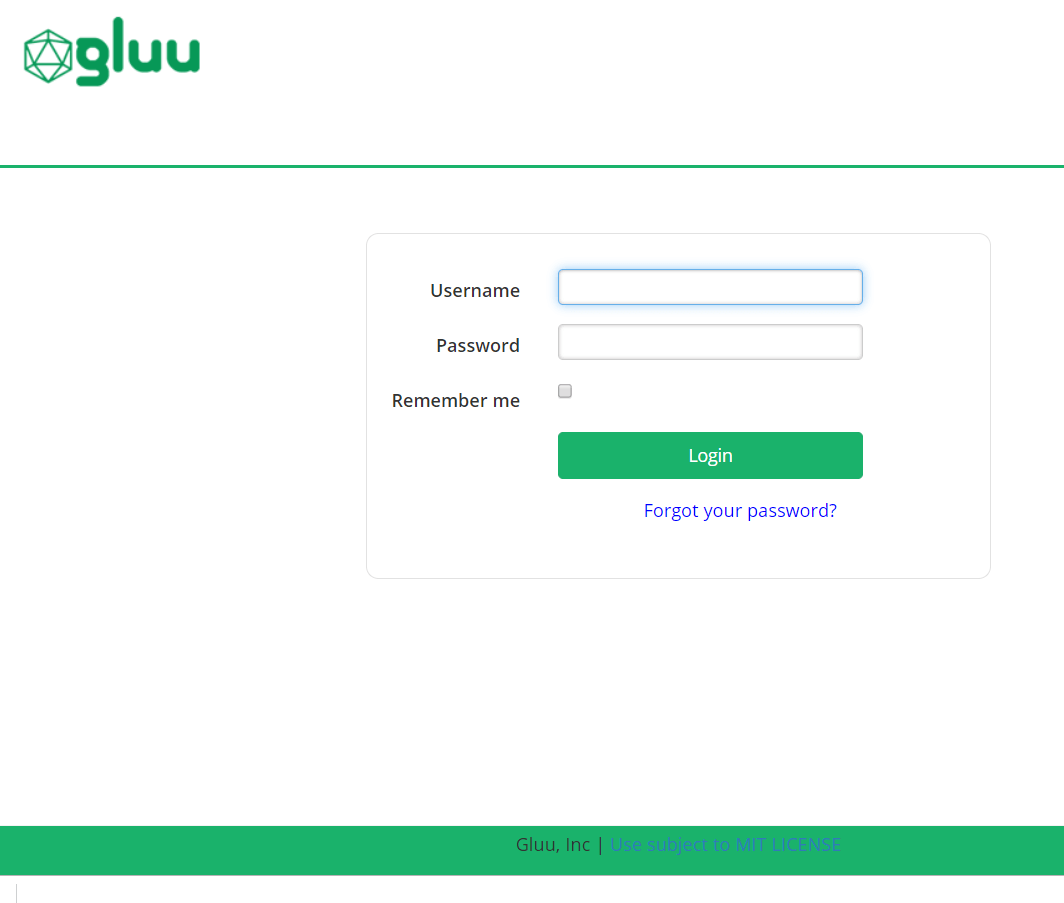 gluu
Username
Password
Remember me
Login
Forgot your password?
Gluu, Inc | Use subject to MIT LICENSE